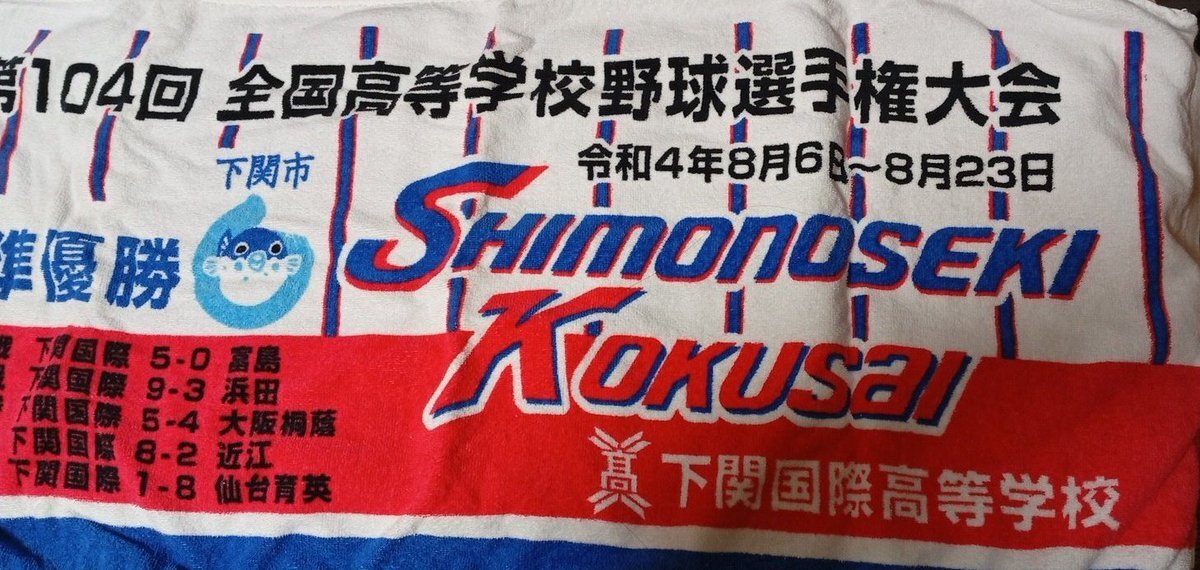 第104回 全国高等学校野球選手権大会
令和4年8月6日～8月23日
下関市
準優勝
SHIMONOSEKI
KOKUSAI
下関国際 5-0 富島
下関国際 9-3 浜田
下関国際 5-4 大阪桐蔭
下関国際 8-2 近江
下関国際 1-8 仙台育英
高
下関国際高等学校